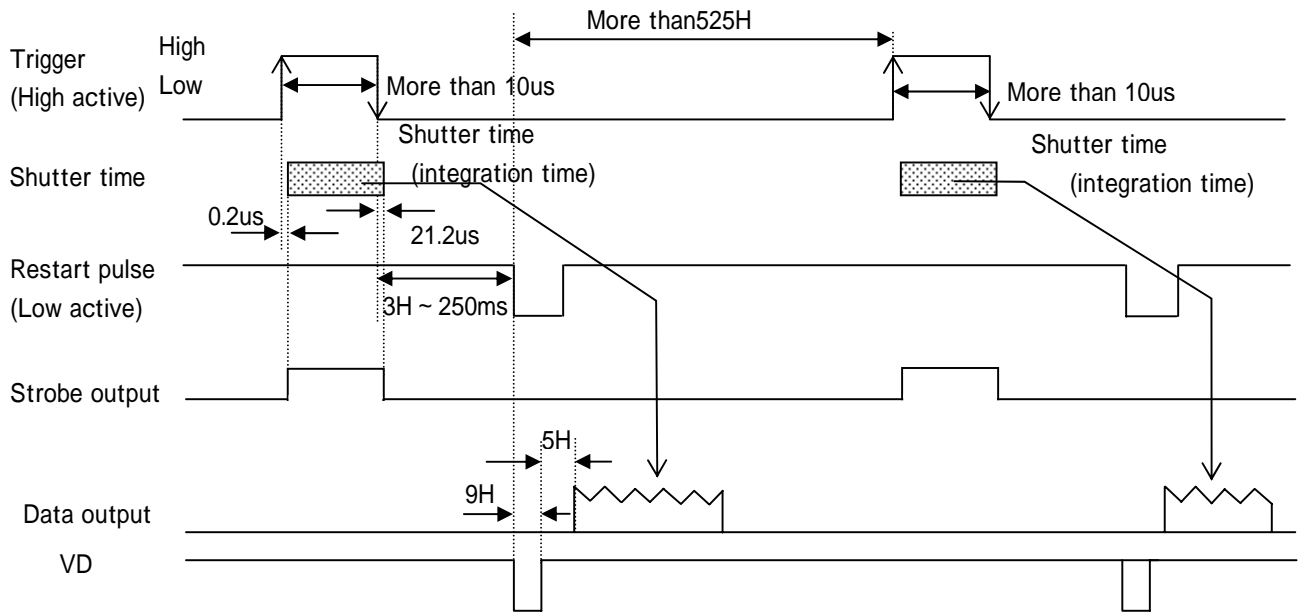 More than525H
High
Trigger
Low
(High active)
More than 10us
More than 10us
Shutter time
(integration time)
Shutter time
(integration time)
Shutter time
0.2us
21.2us
Restart pulse
(Low active)
3H ~ 250ms
Strobe output
5H
9H
Data output
VD